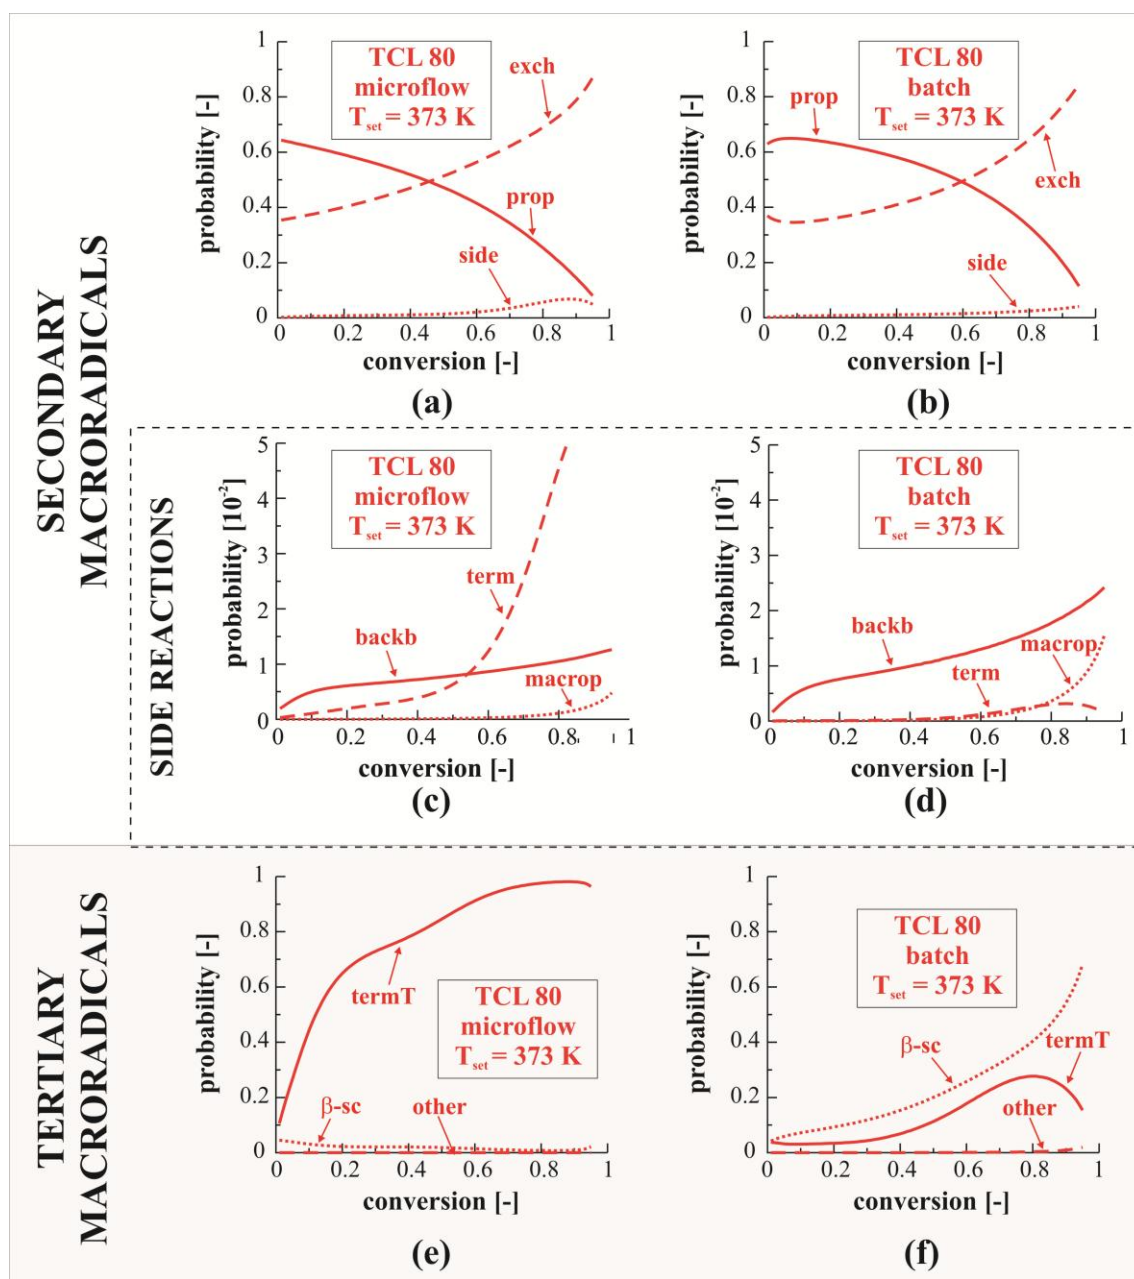 SECONDARY
MACRORADICALS
1
0.8
0.6
0.4
0.2
0
probability [-]
TCL 80
microflow
Tset = 373 K
exch
prop
side
0.2 0.4 0.6 0.8 1
conversion [-]
(a)
1
0.8
0.6
0.4
0.2
0
probability [-]
TCL 80
batch
Tset = 373 K
prop
exch
side
0.2 0.4 0.6 0.8 1
conversion [-]
(b)
SIDE REACTIONS
5
4
3
2
1
0
probability [10-2]
TCL 80
microflow
Tset = 373 K
term
backb
macrop
0.2 0.4 0.6 0.8 1
conversion [-]
(c)
5
4
3
2
1
0
probability [10-2]
TCL 80
batch
Tset = 373 K
backb
macrop
term
0.2 0.4 0.6 0.8 1
conversion [-]
(d)
TERTIARY
MACRORADICALS
1
0.8
0.6
0.4
0.2
0
probability [-]
termT
TCL 80
microflow
Tset = 373 K
β-sc
other
0.2 0.4 0.6 0.8 1
conversion [-]
(e)
1
0.8
0.6
0.4
0.2
0
probability [-]
TCL 80
batch
Tset = 373 K
β-sc
termT
other
0.2 0.4 0.6 0.8 1
conversion [-]
(f)